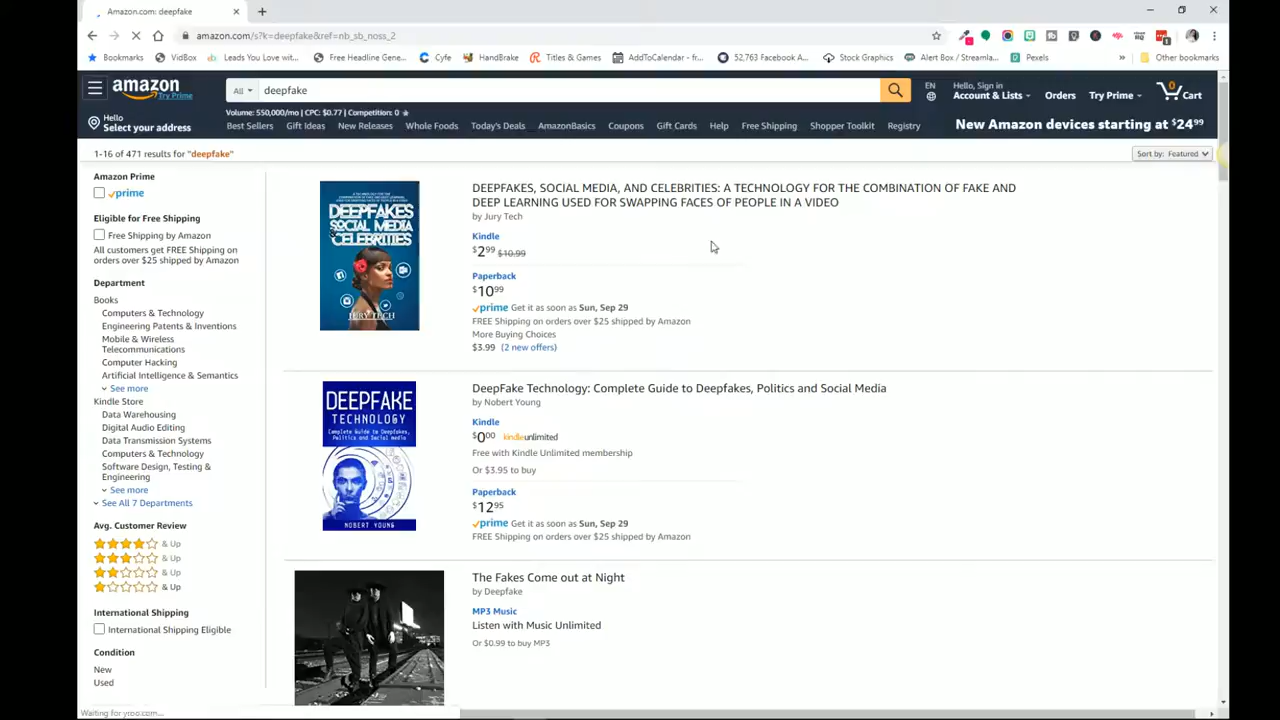 Amazon.com: deepfake
amazon.com/s?k=deepfake&ref=nb_sb_noss_2
Bookmarks VidBox Leads You Love wit... Free Headline Gene... Cyfe HandBrake Titles & Games AddToCalendar - fr... 52,763 Facebook A... Stock Graphics Alert Box / Streamla... Pexels » Other bookmarks
amazon
Try Prime
All deepfake
EN
Hello, Sign in
Account & Lists Orders Try Prime 0 Cart
Volume: 550,000/mo | CPC: $0.77 | Competition: 0
Hello
Select your address
Best Sellers Gift Ideas New Releases Whole Foods Today's Deals AmazonBasics Coupons Gift Cards Help Free Shipping Shopper Toolkit Registry
New Amazon devices starting at $24.99
1-16 of 471 results for "deepfake"
Sort by: Featured
Amazon Prime
prime
Eligible for Free Shipping
Free Shipping by Amazon
All customers get FREE Shipping on
orders over $25 shipped by Amazon
Department
Books
Computers & Technology
Engineering Patents & Inventions
Mobile & Wireless
Telecommunications
Computer Hacking
Artificial Intelligence & Semantics
See more
Kindle Store
Data Warehousing
Digital Audio Editing
Data Transmission Systems
Computers & Technology
Software Design, Testing &
Engineering
See more
See All 7 Departments
Avg. Customer Review
& Up
& Up
& Up
& Up
International Shipping
International Shipping Eligible
Condition
New
Used
DEEPFAKES
SOCIAL MEDIA
CELEBRITIES
JURY TECH
DEEPFAKES, SOCIAL MEDIA, AND CELEBRITIES: A TECHNOLOGY FOR THE COMBINATION OF FAKE AND
DEEP LEARNING USED FOR SWAPPING FACES OF PEOPLE IN A VIDEO
by Jury Tech
Kindle
$2.99 $10.99
Paperback
$10.99
prime Get it as soon as Sun, Sep 29
FREE Shipping on orders over $25 shipped by Amazon
More Buying Choices
$3.99 (2 new offers)
DEEPFAKE
TECHNOLOGY
Complete Guide to Deepfakes,
Politics and Social media
NOBERT YOUNG
DeepFake Technology: Complete Guide to Deepfakes, Politics and Social Media
by Nobert Young
Kindle
$0.00 kindleunlimited
Free with Kindle Unlimited membership
Or $3.95 to buy
Paperback
$12.95
prime Get it as soon as Sun, Sep 29
FREE Shipping on orders over $25 shipped by Amazon
The Fakes Come out at Night
by Deepfake
MP3 Music
Listen with Music Unlimited
Or $0.99 to buy MP3
Waiting for yroo.com...